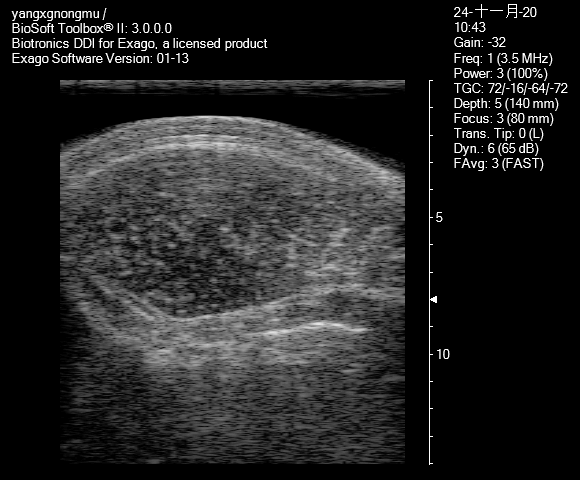 yangxgnongmu /
BioSoft Toolbox® II: 3.0.0.0
Biotronics DDI for Exago, a licensed product
Exago Software Version: 01-13
24-十一月-20
10:43
Gain: -32
Freq: 1 (3.5 MHz)
Power: 3 (100%)
TGC: 72/-16/-64/-72
Depth: 5 (140 mm)
Focus: 3 (80 mm)
Trans. Tip: 0 (L)
Dyn.: 6 (65 dB)
FAvg: 3 (FAST)
5
10